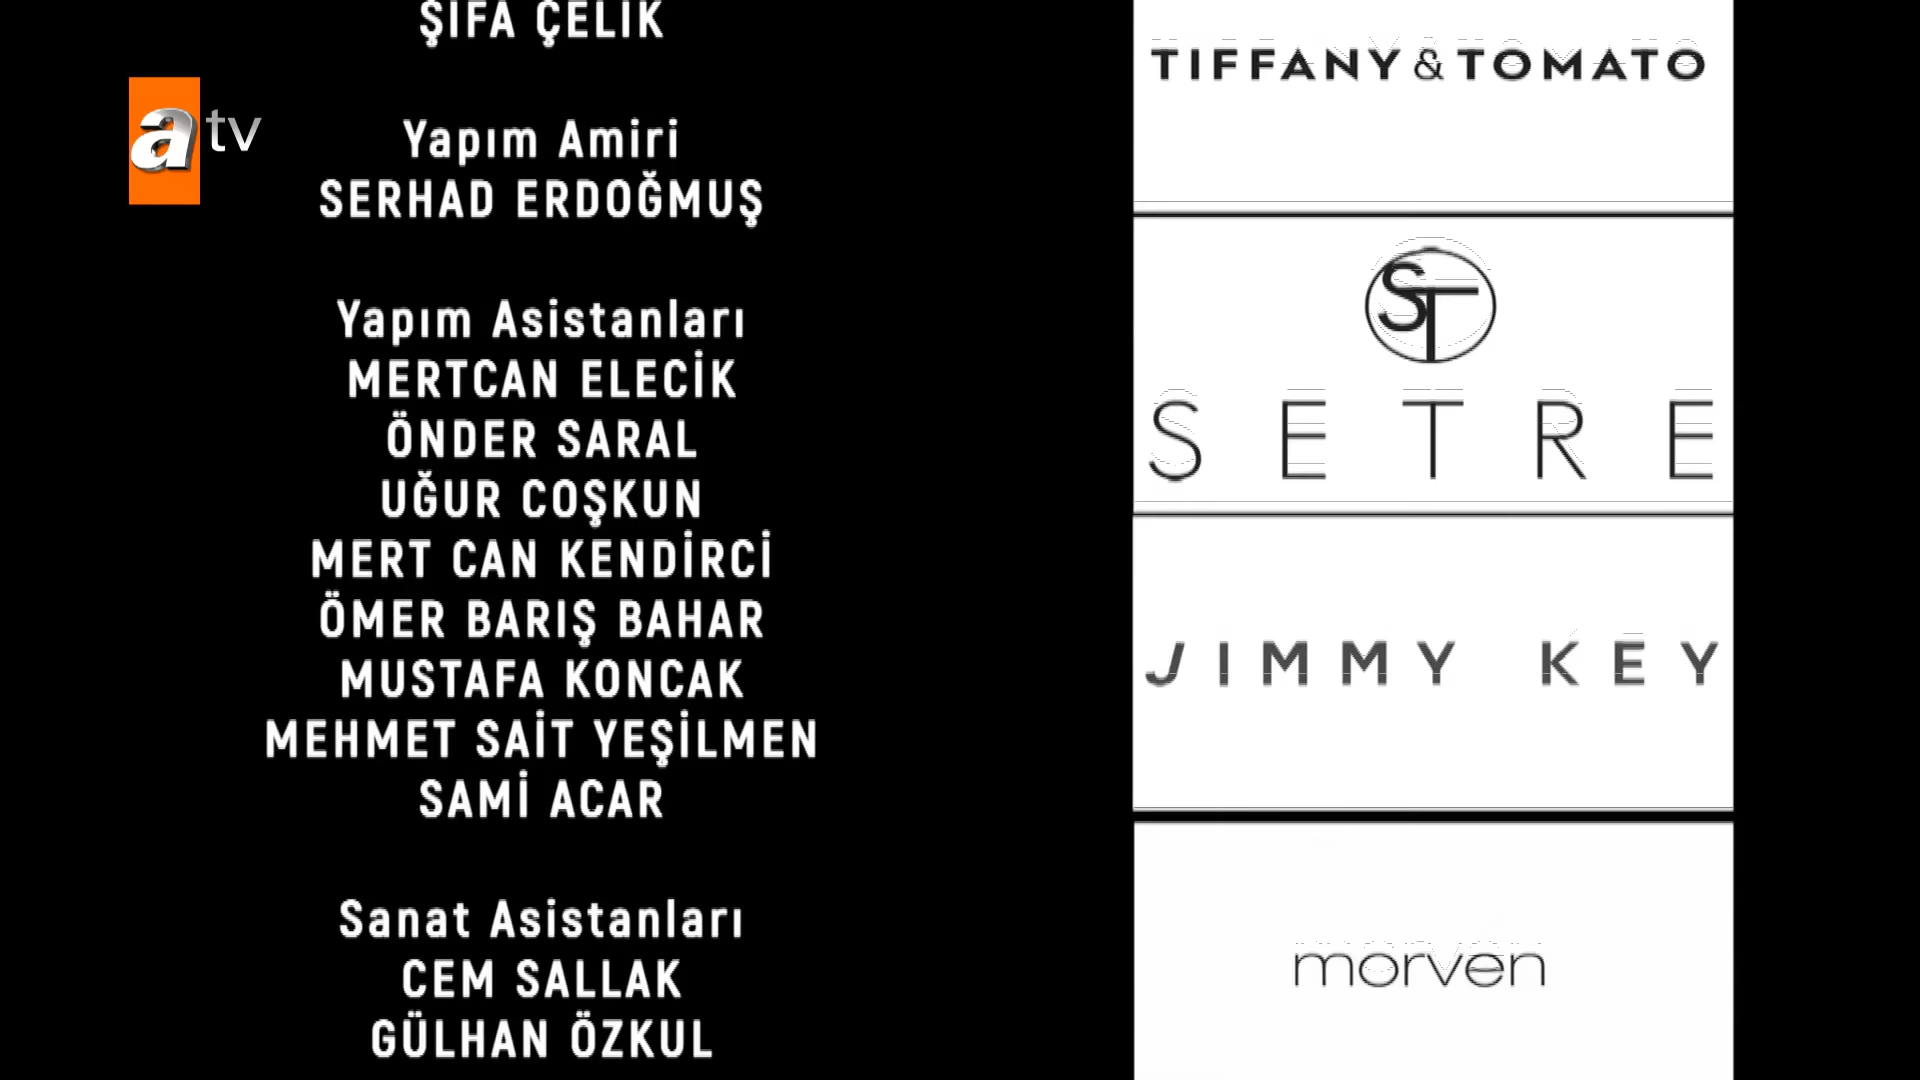 ŞİFA ÇELİK
atv
Yapım Amiri
SERHAD ERDOĞMUŞ
Yapım Asistanları
MERTCAN ELECİK
ÖNDER SARAL
UĞUR COŞKUN
MERT CAN KENDİRCİ
ÖMER BARIŞ BAHAR
MUSTAFA KONCAK
MEHMET SAİT YEŞİLMEN
SAMİ ACAR
Sanat Asistanları
CEM SALLAK
GÜLHAN ÖZKUL
TIFFANY & TOMATO
ST
SETRE
JIMMY KEY
morven